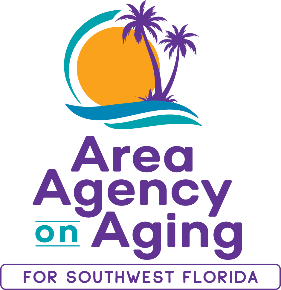 Area
Agency
on Aging
FOR SOUTHWEST FLORIDA